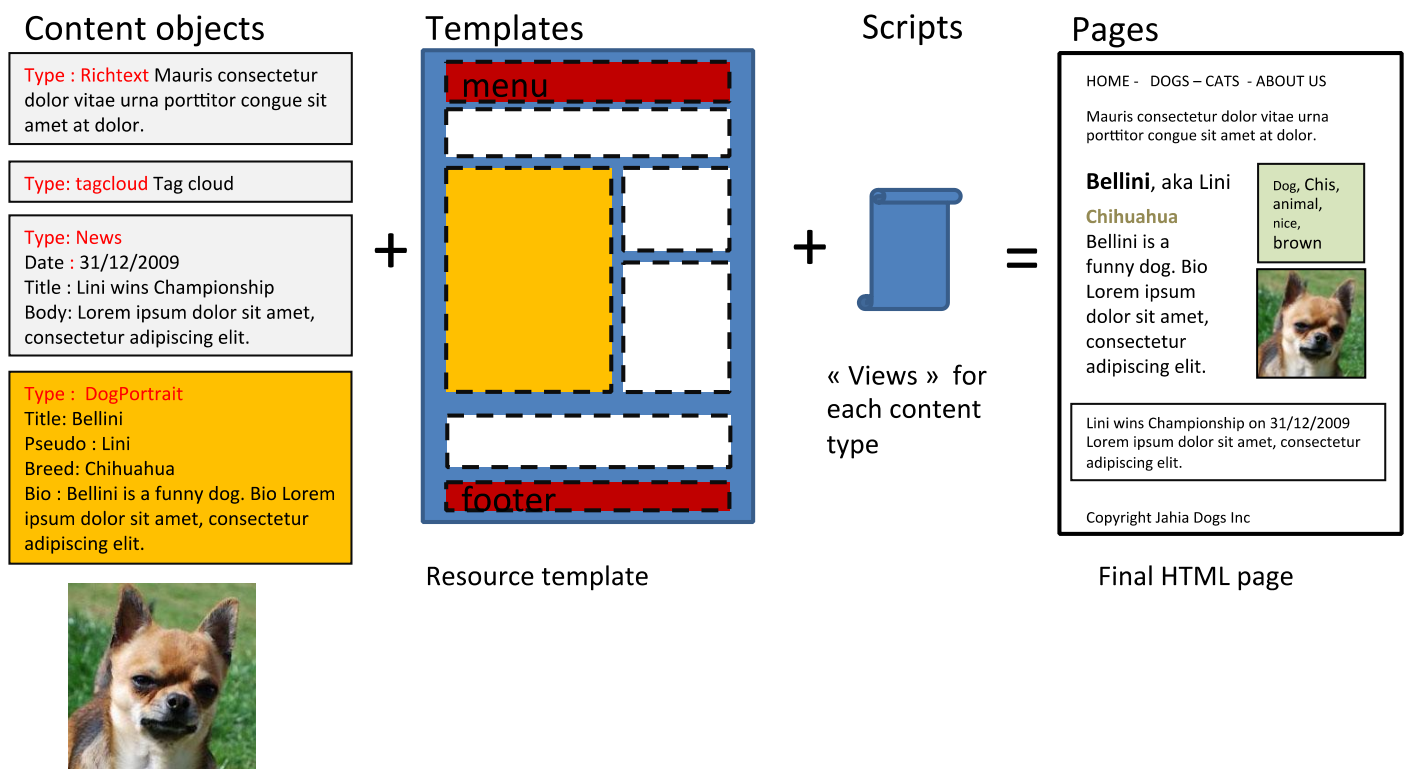 Content objects
Type : Richtext Mauris consectetur
dolor vitae urna porttitor congue sit
amet at dolor.
Type: tagcloud Tag cloud
Type: News
Date : 31/12/2009
Title : Lini wins Championship
Body: Lorem ipsum dolor sit amet,
consectetur adipiscing elit.
Type :  DogPortrait
Title: Bellini
Pseudo : Lini
Breed: Chihuahua
Bio : Bellini is a funny dog. Bio Lorem
ipsum dolor sit amet, consectetur
adipiscing elit.
+
Templates
menu
footer
Resource template
+
Scripts
« Views »  for
each content
type
=
Pages
HOME -   DOGS – CATS  - ABOUT US
Mauris consectetur dolor vitae urna
porttitor congue sit amet at dolor.
Bellini, aka Lini
Chihuahua
Bellini is a
funny dog. Bio
Lorem ipsum
dolor sit amet,
consectetur
adipiscing elit.
Dog, Chis,
animal,
nice,
brown
Lini wins Championship on 31/12/2009
Lorem ipsum dolor sit amet, consectetur
adipiscing elit.
Copyright Jahia Dogs Inc
Final HTML page